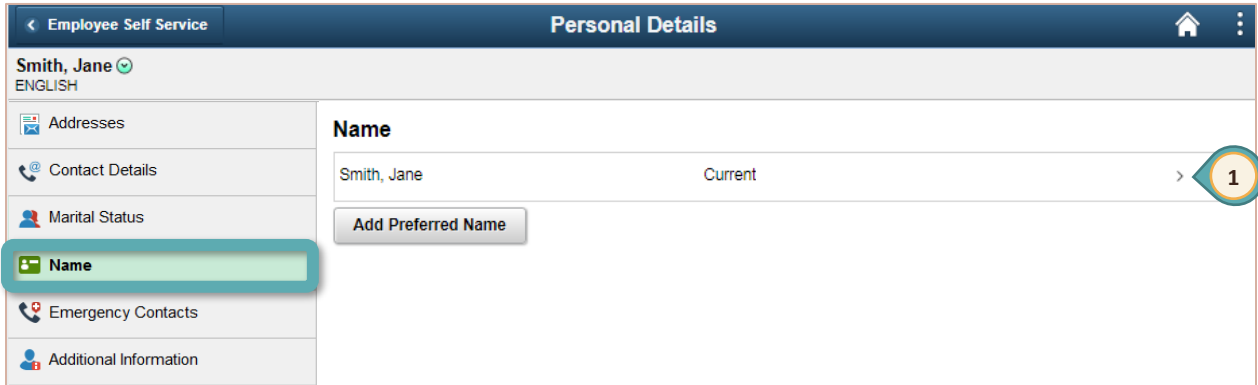 Employee Self Service
Personal Details
Smith, Jane
ENGLISH
Addresses
Contact Details
Marital Status
Name
Emergency Contacts
Additional Information
Name
Smith, Jane Current
1
Add Preferred Name